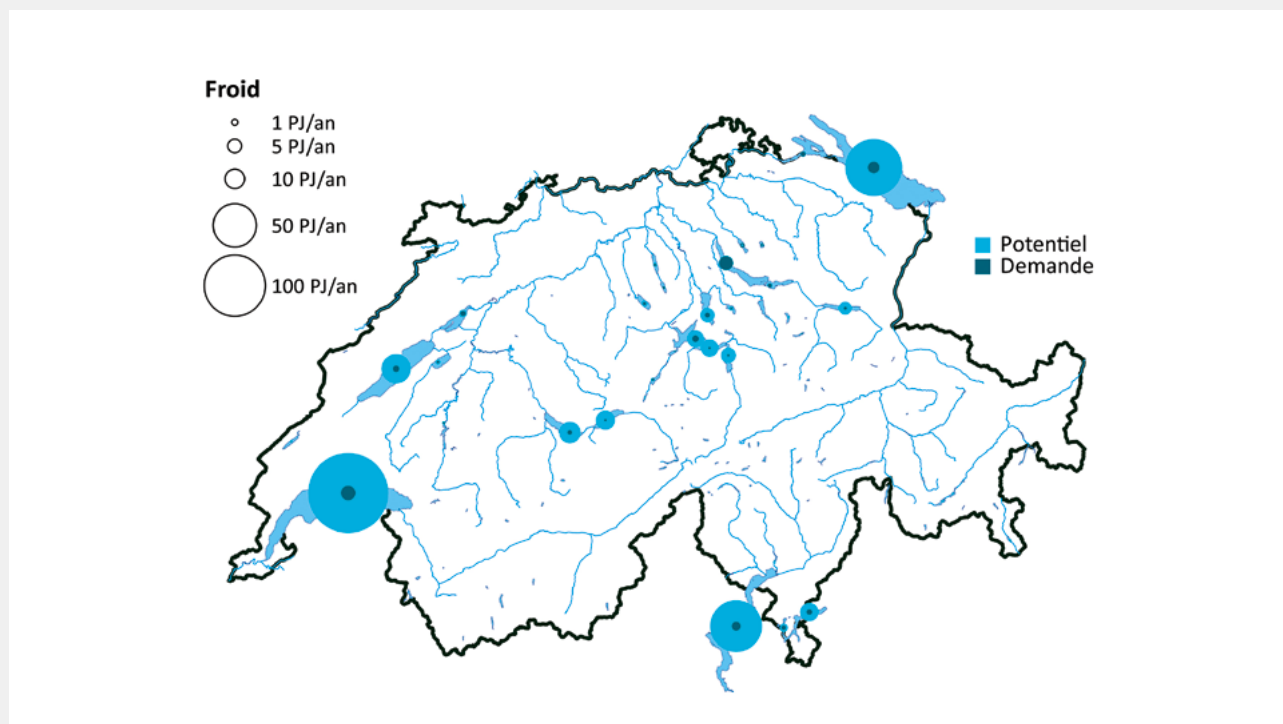 Froid
1 PJ/an
5 PJ/an
10 PJ/an
50 PJ/an
100 PJ/an
Potentiel
Demande